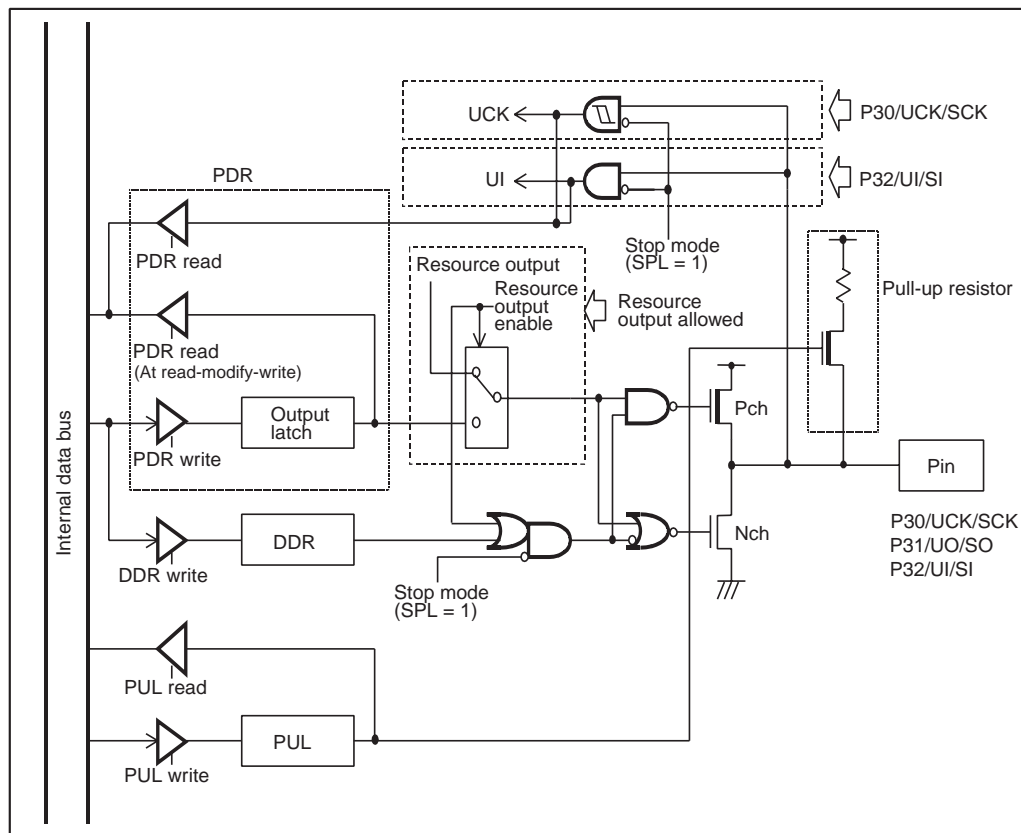 UCK
P30/UCK/SCK
PDR
UI
P32/UI/SI
PDR read
Stop mode
(SPL = 1)
Resource output
Resource
output
enable
Resource
output allowed
Pull-up resistor
PDR read
(At read-modify-write)
Output
latch
PDR write
Pch
Pin
Internal data bus
DDR
DDR write
Nch
P30/UCK/SCK
P31/UO/SO
P32/UI/SI
Stop mode
(SPL = 1)
PUL read
PUL
PUL write